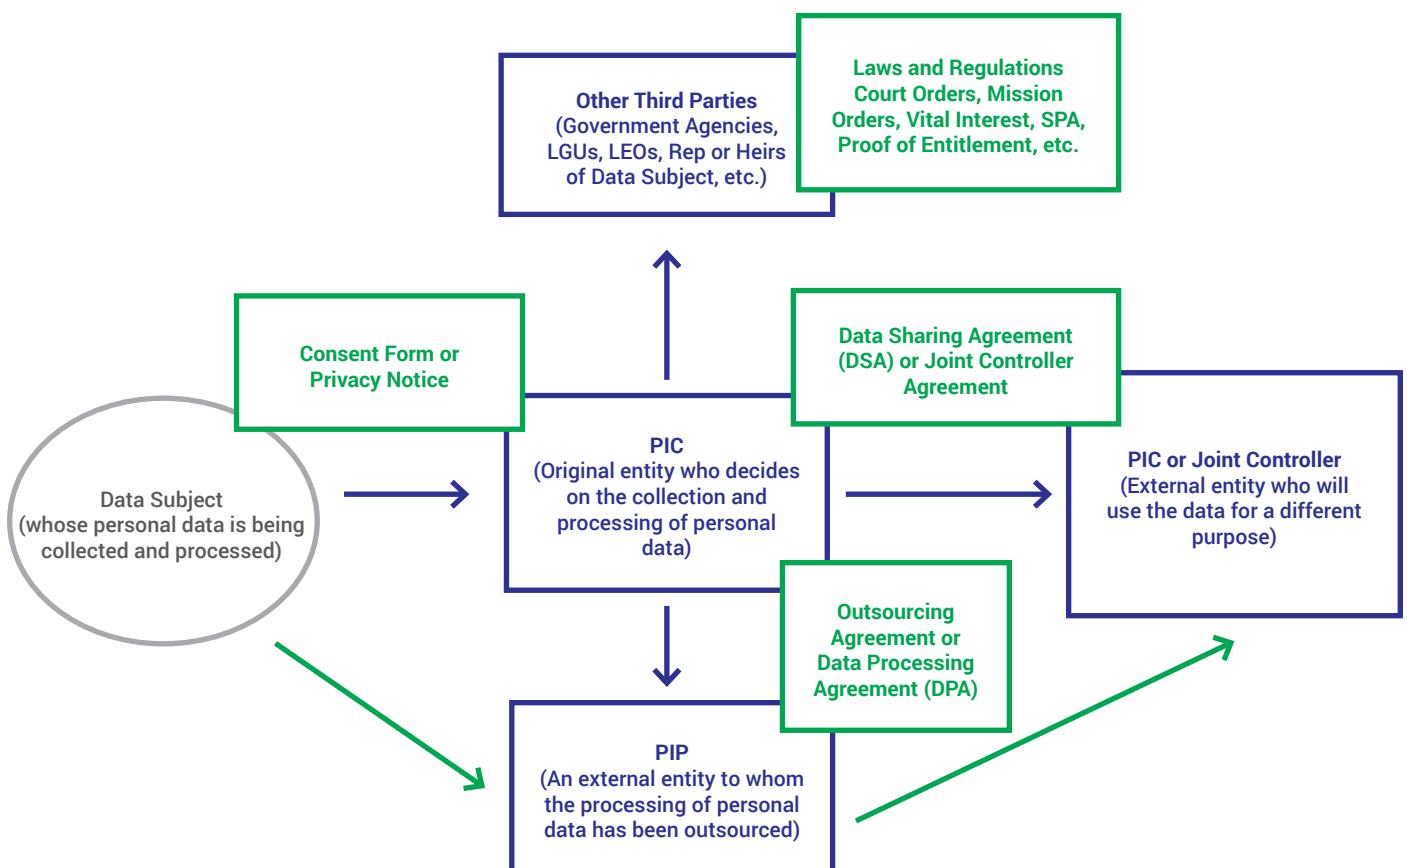 Other Third Parties
(Government Agencies,
LGUs, LEOs, Rep or Heirs
of Data Subject, etc.)
Laws and Regulations
Court Orders, Mission
Orders, Vital Interest, SPA,
Proof of Entitlement, etc.
Consent Form or
Privacy Notice
Data Sharing Agreement
(DSA) or Joint Controller
Agreement
Data Subject
(whose personal data is being
collected and processed)
PIC
(Original entity who decides
on the collection and
processing of personal
data)
PIC or Joint Controller
(External entity who will
use the data for a different
purpose)
Outsourcing
Agreement or
Data Processing
Agreement (DPA)
PIP
(An external entity to whom
the processing of personal
data has been outsourced)